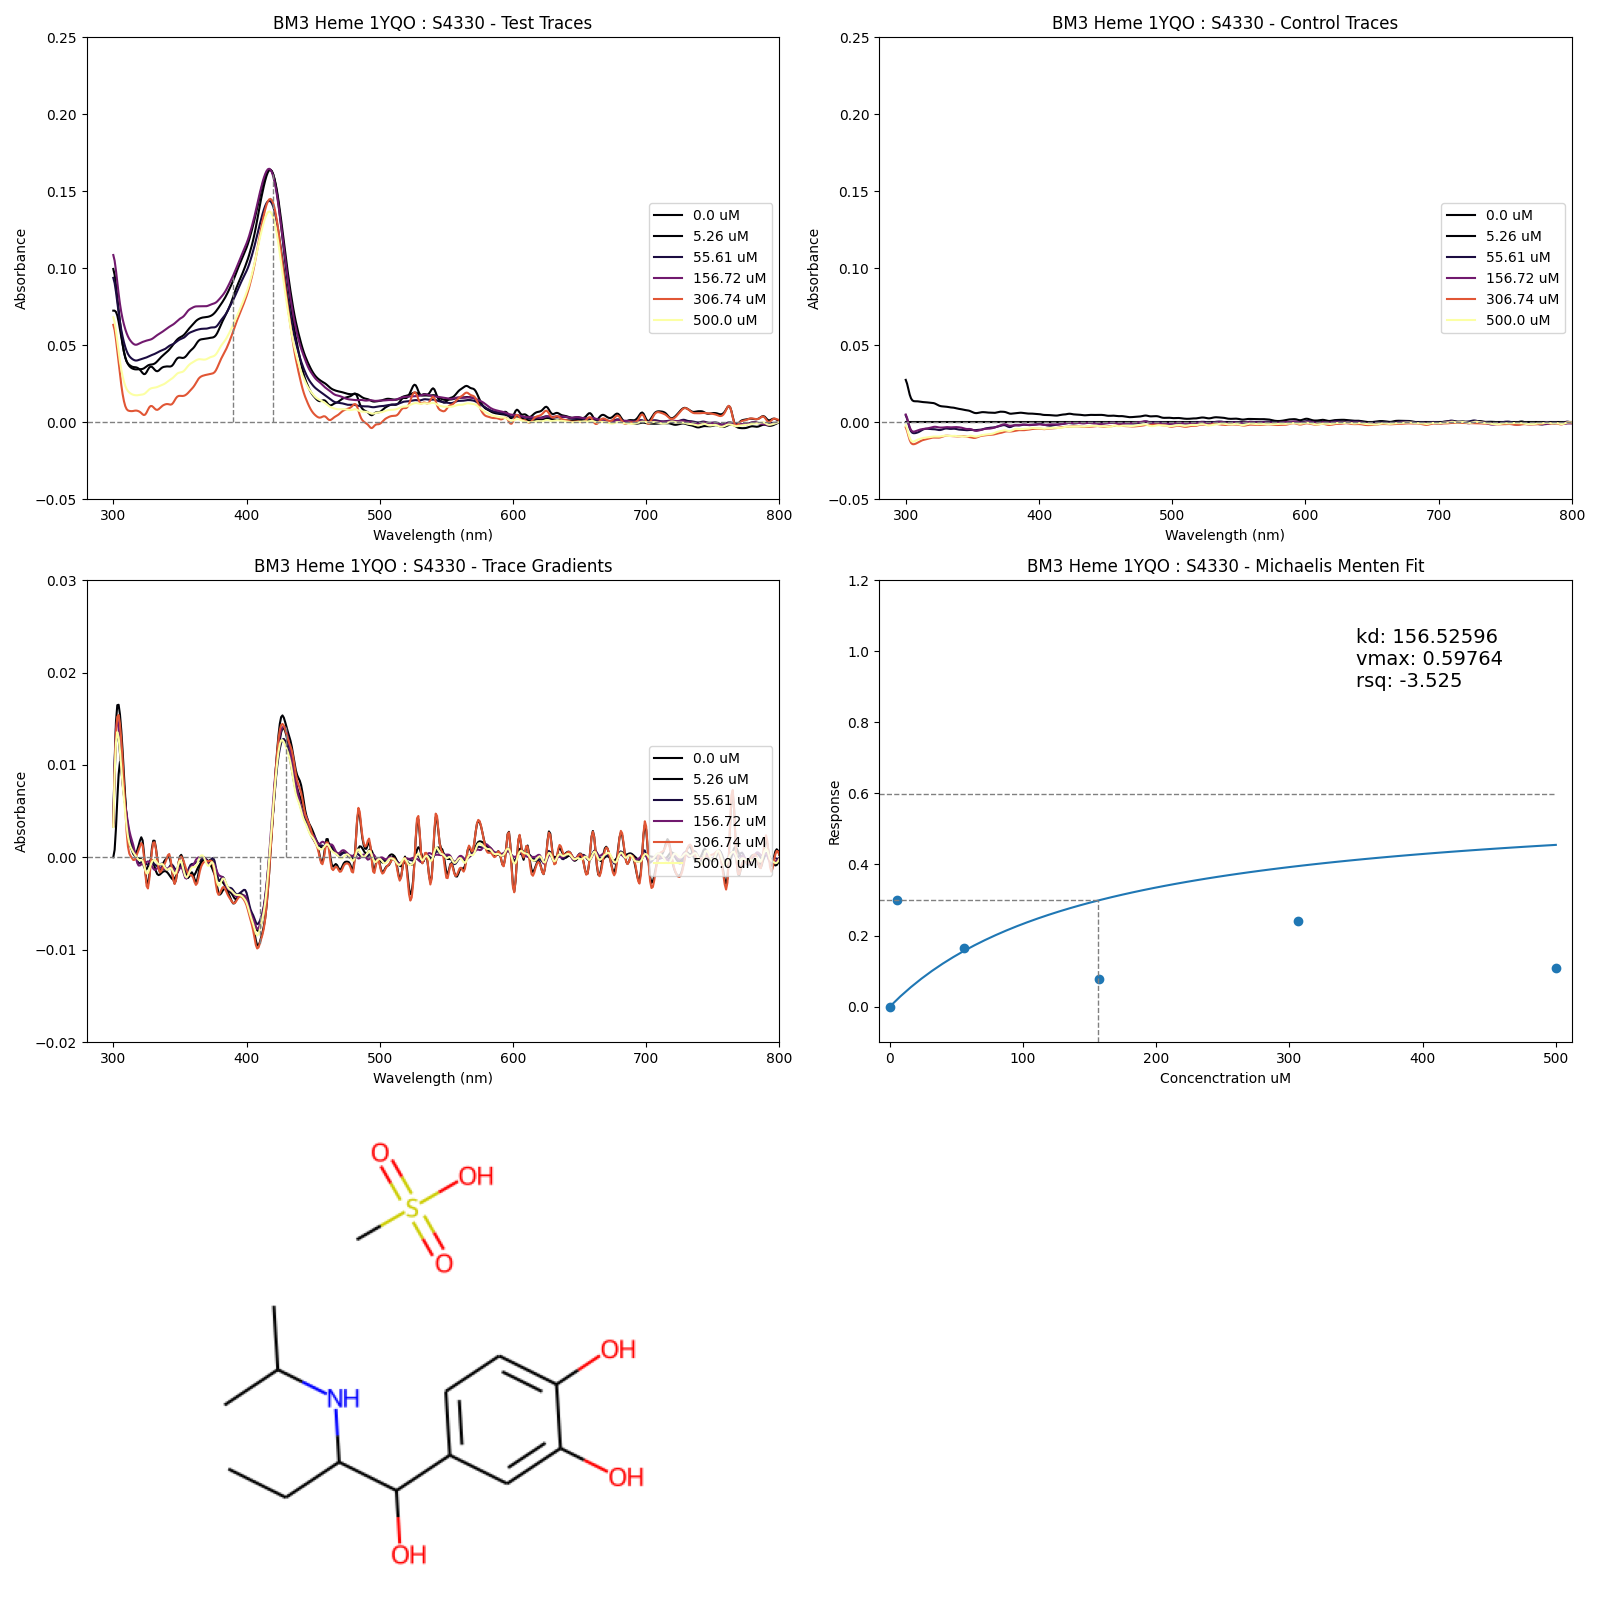 BM3 Heme 1YQO : S4330 - Test Traces
0.25
0.20
0.15
0.10
0.05
0.00
−0.05
Absorbance
300
400
500
600
700
800
Wavelength (nm)
0.0 uM
5.26 uM
55.61 uM
156.72 uM
306.74 uM
500.0 uM
BM3 Heme 1YQO : S4330 - Control Traces
0.25
0.20
0.15
0.10
0.05
0.00
−0.05
Absorbance
300
400
500
600
700
800
Wavelength (nm)
0.0 uM
5.26 uM
55.61 uM
156.72 uM
306.74 uM
500.0 uM
BM3 Heme 1YQO : S4330 - Trace Gradients
0.03
0.02
0.01
0.00
−0.01
−0.02
Absorbance
300
400
500
600
700
800
Wavelength (nm)
0.0 uM
5.26 uM
55.61 uM
156.72 uM
306.74 uM
500.0 uM
BM3 Heme 1YQO : S4330 - Michaelis Menten Fit
1.2
1.0
0.8
0.6
0.4
0.2
0.0
Response
0
100
200
300
400
500
Concenctration uM
kd: 156.52596
vmax: 0.59764
rsq: -3.525
O
OH
S
O
OH
NH
OH
OH